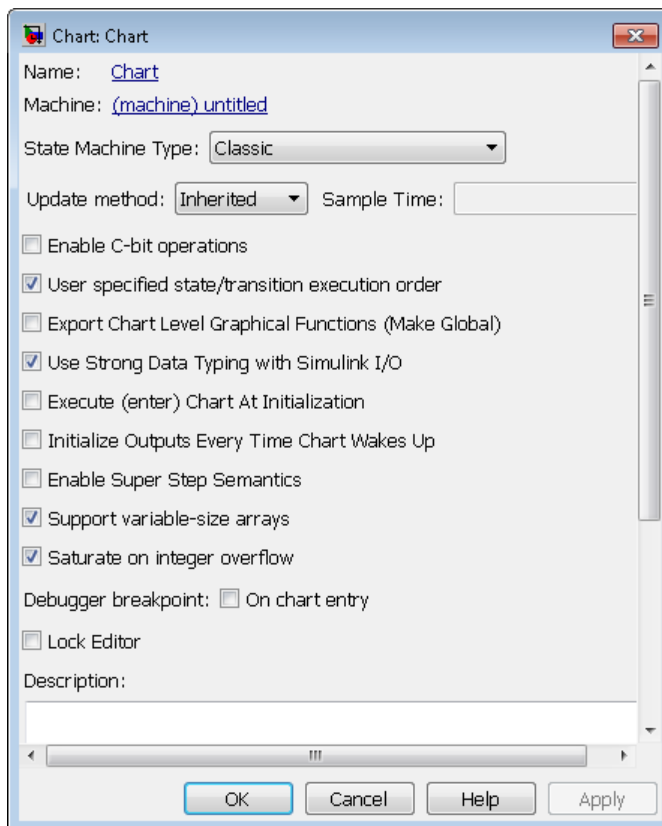 Chart: Chart
Name: Chart
Machine: (machine) untitled
State Machine Type: Classic
Update method: Inherited Sample Time:
Enable C-bit operations
User specified state/transition execution order
Export Chart Level Graphical Functions (Make Global)
Use Strong Data Typing with Simulink I/O
Execute (enter) Chart At Initialization
Initialize Outputs Every Time Chart Wakes Up
Enable Super Step Semantics
Support variable-size arrays
Saturate on integer overflow
Debugger breakpoint: On chart entry
Lock Editor
Description:
OK Cancel Help Apply